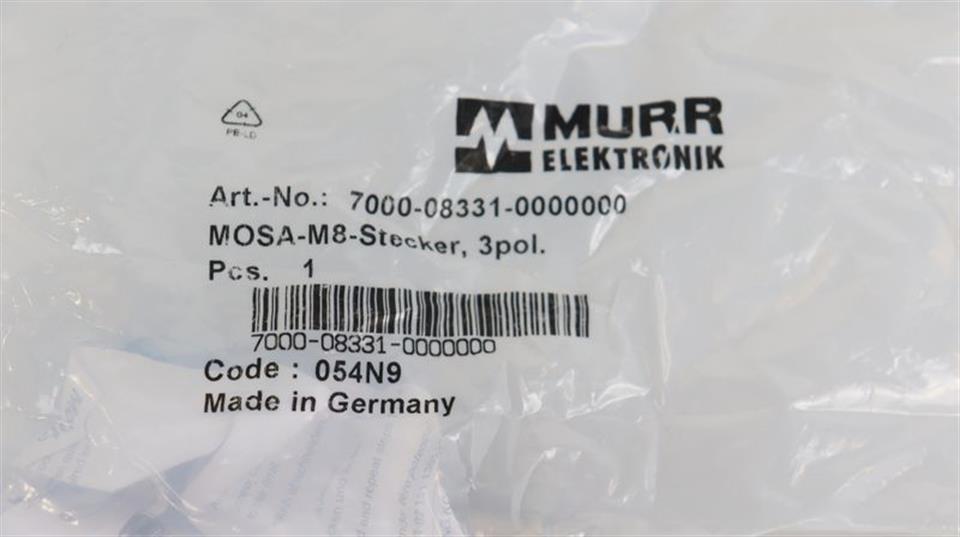 04
PE-LD
MURR
ELEKTRONIK
Art.-No.: 7000-08331-0000000
MOSA-M8-Stecker, 3pol.
Pcs. 1
7000-08331-0000000
Code : 054N9
Made in Germany